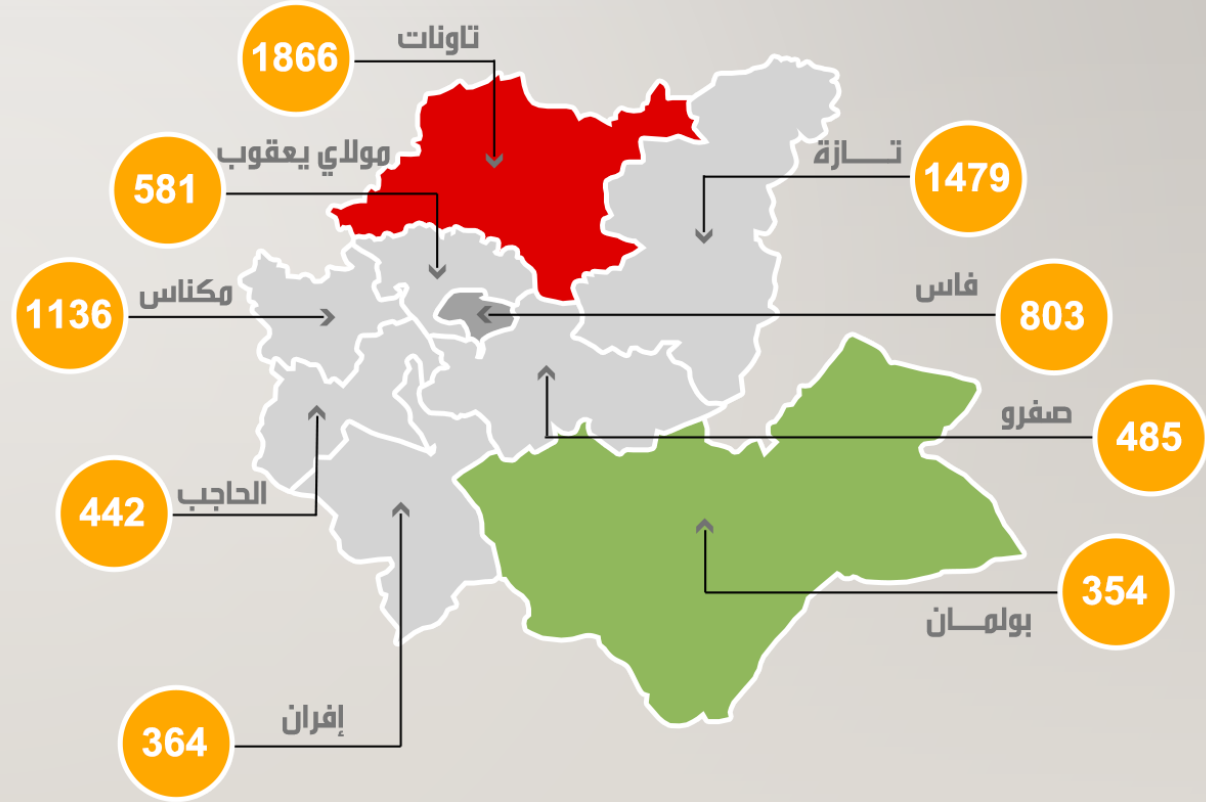 تاونات
1866
مولاي يعقوب
581
تـــازة
1479
مكناس
1136
فاس
803
صفرو
485
الحاجب
442
بولمـــان
354
إفران
364